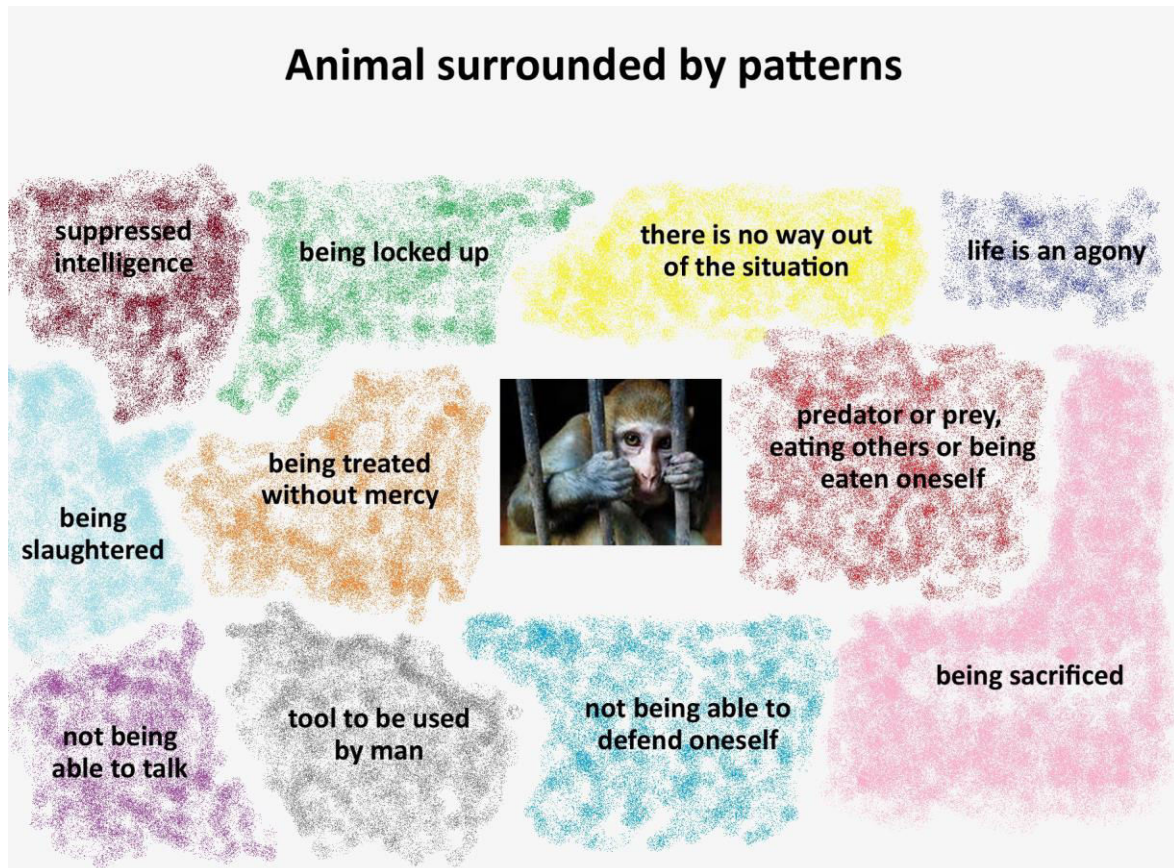 Animal surrounded by patterns
suppressed
intelligence
being locked up
there is no way out
of the situation
life is an agony
being
slaughtered
being treated
without mercy
predator or prey,
eating others or being
eaten oneself
not being
able to talk
tool to be used
by man
not being able to
defend oneself
being sacrificed